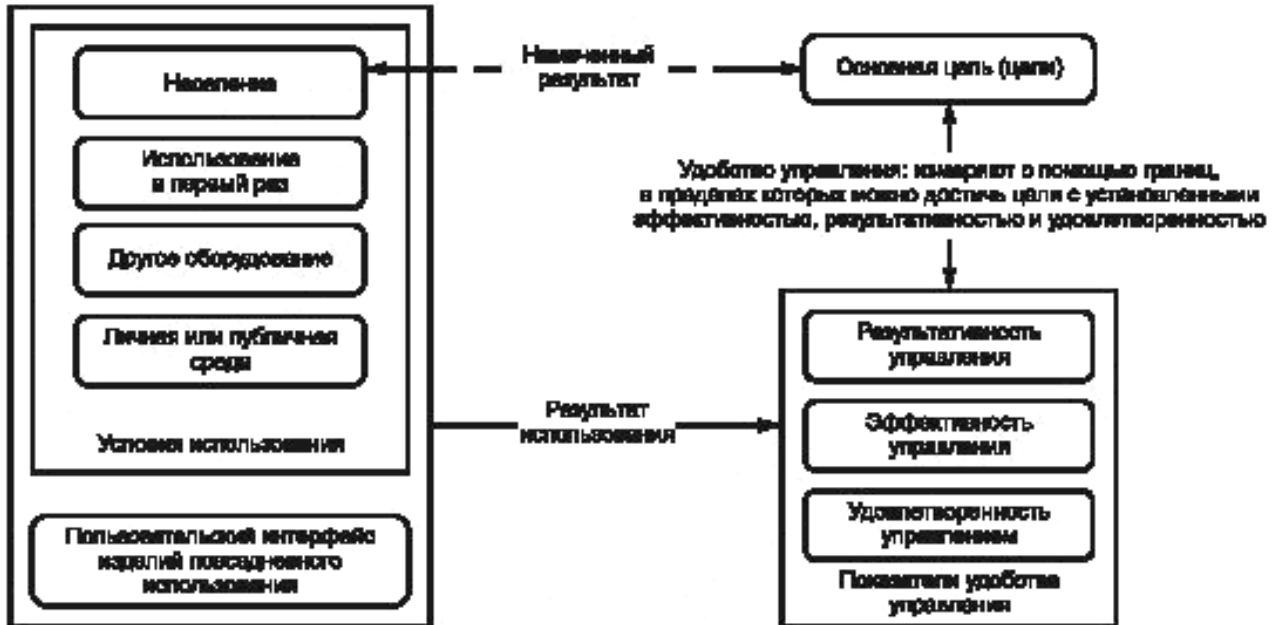 Население
Использование
в первый раз
Другое оборудование
Личная или публичная
среда
Условия использования
Пользовательский интерфейс
изделий повседневного
использования
Намеченный
результат
Результат
использования
Основная цель (цели)
Удобство управления: измеряют с помощью границ,
в пределах которых можно достичь цели с установленными
эффективностью, результативностью и удовлетворенностью
Результативность
управления
Эффективность
управления
Удовлетворенность
управлением
Показатели удобства
управления